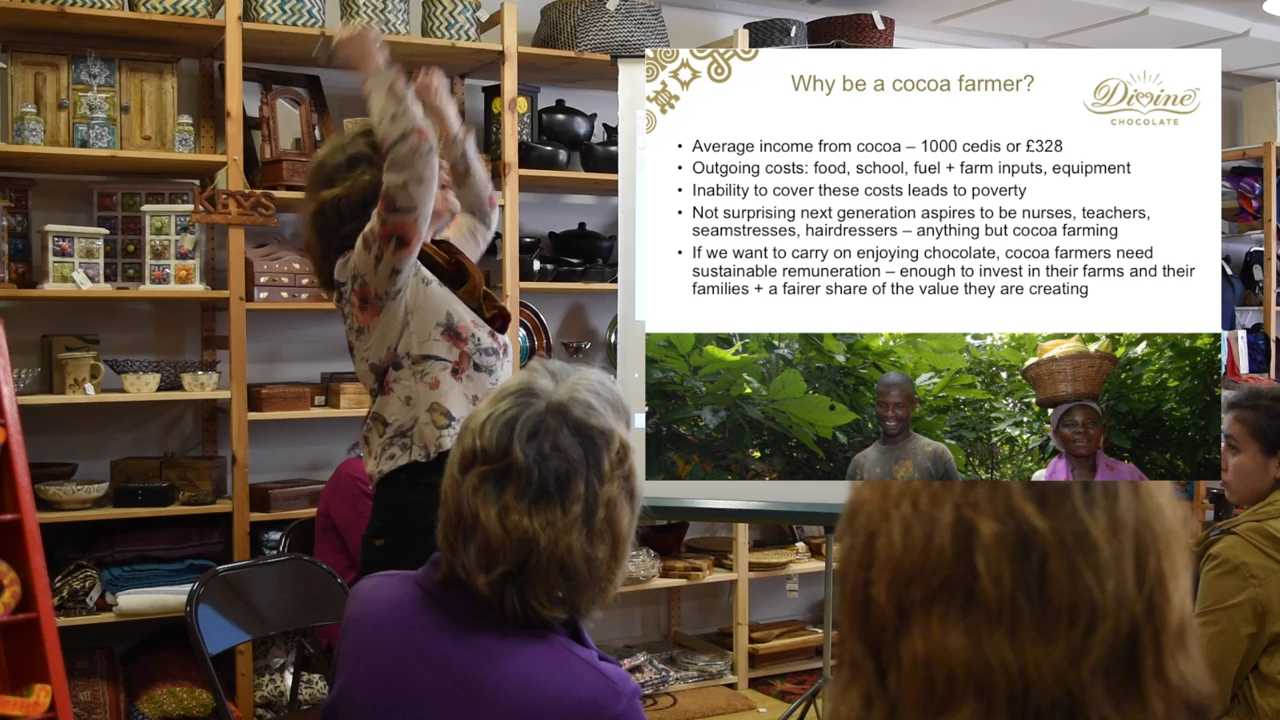 KEYS
Why be a cocoa farmer?
Divine
CHOCOLATE
• Average income from cocoa – 1000 cedis or £328
• Outgoing costs: food, school, fuel + farm inputs, equipment
• Inability to cover these costs leads to poverty
• Not surprising next generation aspires to be nurses, teachers,
seamstresses, hairdressers – anything but cocoa farming
• If we want to carry on enjoying chocolate, cocoa farmers need
sustainable remuneration – enough to invest in their farms and their
families + a fairer share of the value they are creating